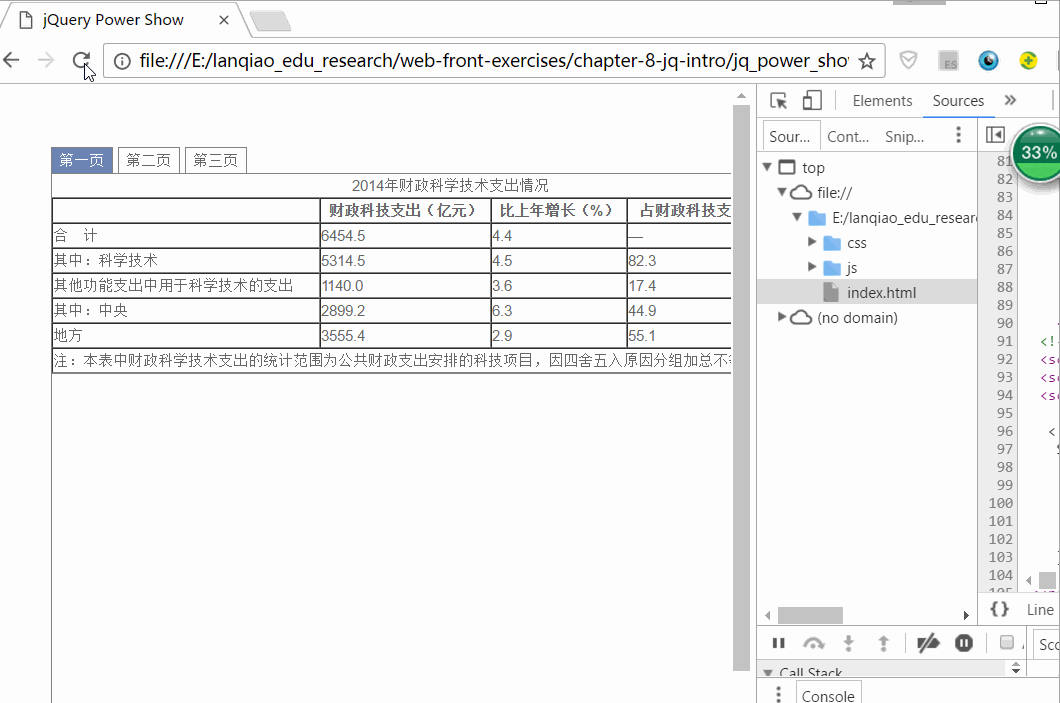 jQuery Power Show
file:///E:/lanqiao_edu_research/web-front-exercises/chapter-8-jq-intro/jq_power_sho
ES
Elements Sources »
Sour... Cont... Snip...
33%
第一页 第二页 第三页
2014年财政科学技术支出情况
财政科技支出（亿元） 比上年增长（%） 占财政科技支
合 计 6454.5 4.4 —
其中：科学技术 5314.5 4.5 82.3
其他功能支出中用于科学技术的支出 1140.0 3.6 17.4
其中：中央 2899.2 6.3 44.9
地方 3555.4 2.9 55.1
注：本表中财政科学技术支出的统计范围为公共财政支出安排的科技项目，因四舍五入原因分组加总不
top
file://
E:/lanqiao_edu_resear
css
js
index.html
(no domain)
81
82
83
84
85
86
87
88
89
90
91 <!-
92 <sc
93 <sc
94 <sc
95
96 <
97
98
99
100
101
102
103
104
{} Line
Sco
Call Stack
Console